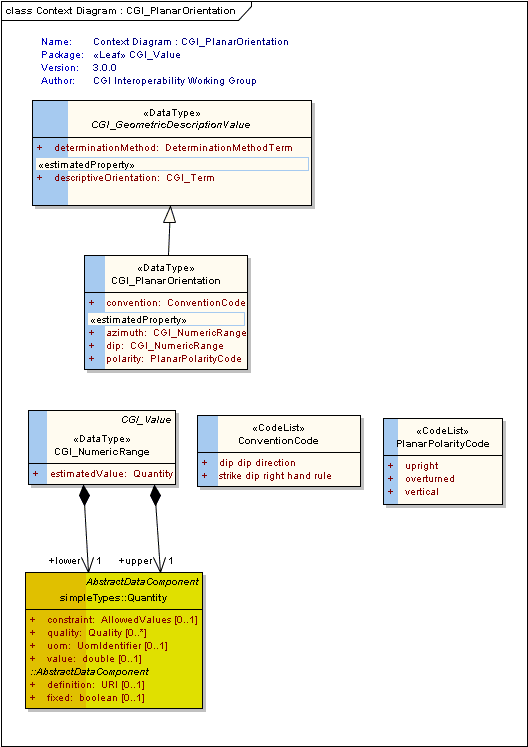 class Context Diagram : CGI_PlanarOrientation
Name: Context Diagram : CGI_PlanarOrientation
Package: «Leaf» CGI_Value
Version: 3.0.0
Author: CGI Interoperability Working Group
«DataType»
CGI_GeometricDescriptionValue
+ determinationMethod: DeterminationMethodTerm
«estimatedProperty»
+ descriptiveOrientation: CGI_Term
«DataType»
CGI_PlanarOrientation
+ convention: ConventionCode
«estimatedProperty»
+ azimuth: CGI_NumericRange
+ dip: CGI_NumericRange
+ polarity: PlanarPolarityCode
CGI_Value
«DataType»
CGI_NumericRange
+ estimatedValue: Quantity
«CodeList»
ConventionCode
+ dip dip direction
+ strike dip right hand rule
«CodeList»
PlanarPolarityCode
+ upright
+ overturned
+ vertical
+lower 1 +upper 1
AbstractDataComponent
simpleTypes::Quantity
+ constraint: AllowedValues [0..1]
+ quality: Quality [0..*]
+ uom: UomIdentifier [0..1]
+ value: double [0..1]
::AbstractDataComponent
+ definition: URI [0..1]
+ fixed: boolean [0..1]